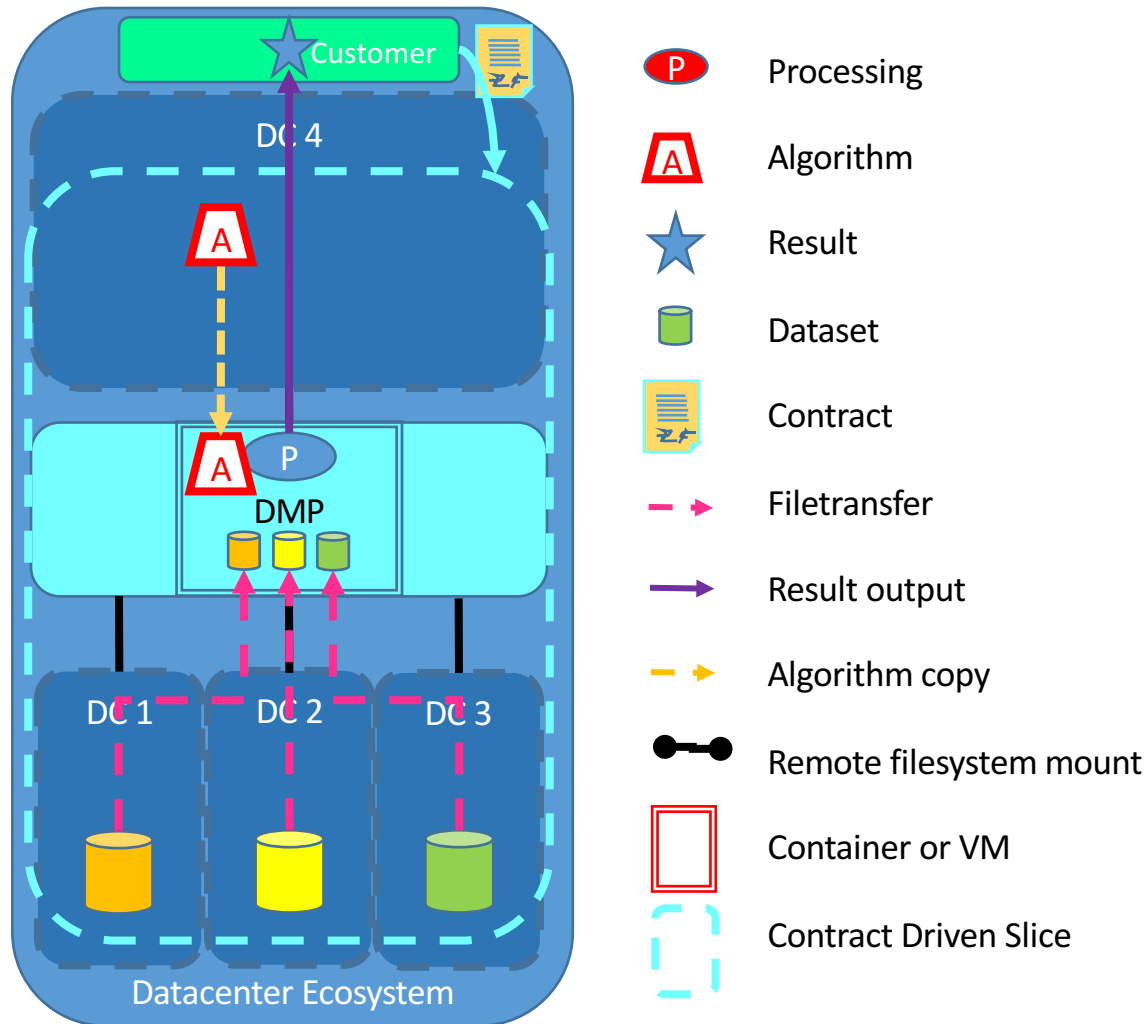 Customer
DC 4
A
A
P
DMP
DC 1
DC 2
DC 3
Datacenter Ecosystem
P
Processing
A
Algorithm
Result
Dataset
Contract
Filetransfer
Result output
Algorithm copy
Remote filesystem mount
Container or VM
Contract Driven Slice